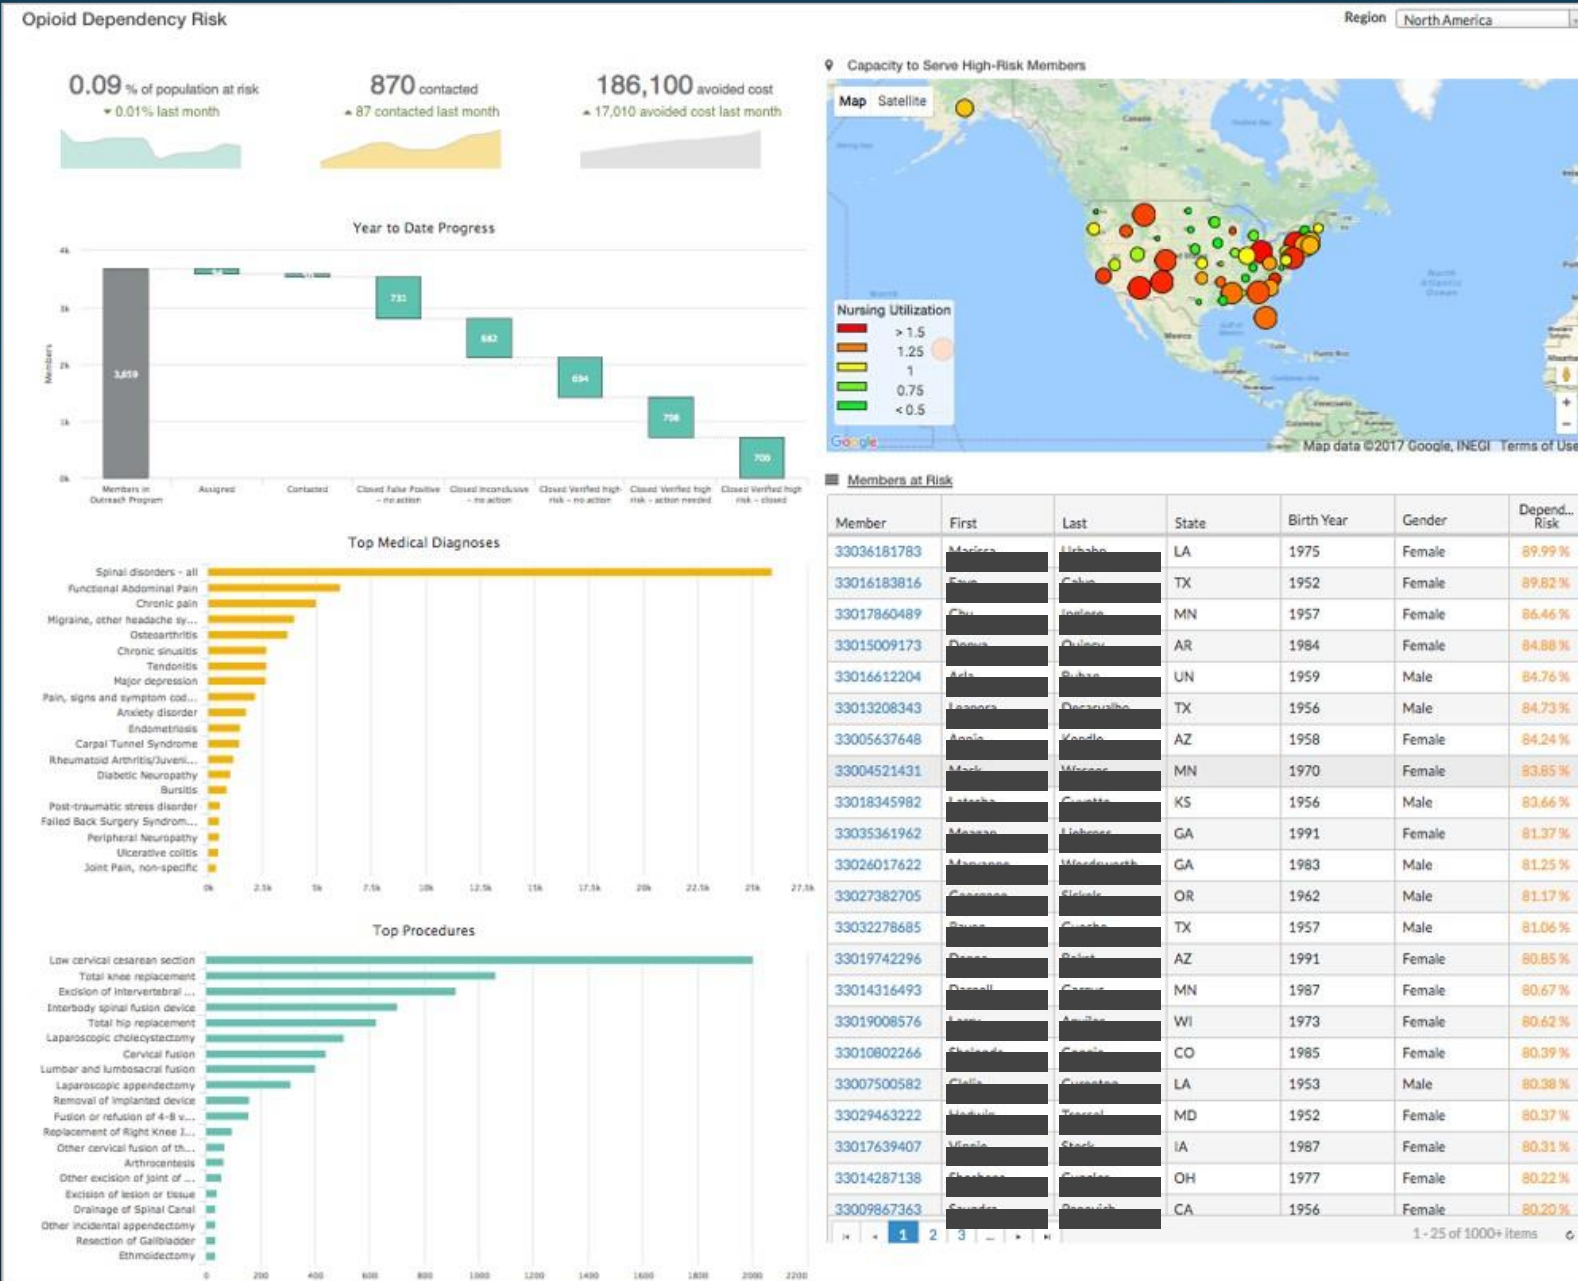 Opioid Dependency Risk
Region North America
0.09 % of population at risk
0.01% last month
870 contacted
87 contacted last month
186,100 avoided cost
17,010 avoided cost last month
Year to Date Progress
Members
4k
3k
2k
1k
0k
3,659
731
682
694
708
Members in Outreach Program
Assigned
Contacted
Closed False Positive – no action
Closed Inconclusive – no action
Closed Verified high risk – no action
Closed Verified high risk – action needed
Closed Verified high risk – closed
Top Medical Diagnoses
Spinal disorders - all
Functional Abdominal Pain
Chronic pain
Migraine, other headache sy...
Osteoarthritis
Chronic sinusitis
Tendonitis
Major depression
Pain, signs and symptom cod...
Anxiety disorder
Endometriosis
Carpal Tunnel Syndrome
Rheumatoid Arthritis/Juveni...
Diabetic Neuropathy
Bursitis
Post-traumatic stress disorder
Failed Back Surgery Syndrom...
Peripheral Neuropathy
Ulcerative colitis
Joint Pain, non-specific
0k 2.5k 5k 7.5k 10k 12.5k 15k 17.5k 20k 22.5k 25k 27.5k
Top Procedures
Low cervical cesarean section
Total knee replacement
Excision of Intervertebral ...
Interbody spinal fusion device
Total hip replacement
Laparoscopic cholecystectomy
Cervical fusion
Lumbar and lumbosacral fusion
Laparoscopic appendectomy
Removal of implanted device
Fusion or refusion of 4-8 v...
Replacement of Right Knee J...
Other cervical fusion of th...
Arthrocentesis
Other excision of joint of ...
Excision of lesion or tissue
Drainage of Spinal Canal
Other incidental appendectomy
Resection of Gallbladder
Ethmoidectomy
0 200 400 600 800 1000 1200 1400 1600 1800 2000 2200
Capacity to Serve High-Risk Members
Map Satellite
Canada
North Atlantic Ocean
Mexico
Cuba
Puerto Rico
Venezuela
Colombia
Nursing Utilization
> 1.5
1.25
1
0.75
< 0.5
Google
Map data ©2017 Google, INEGI Terms of Use
Members at Risk
Member First Last State Birth Year Gender Depend... Risk
33036181783 LA 1975 Female 89.99 %
33016183816 TX 1952 Female 89.82 %
33017860489 MN 1957 Female 86.46 %
33015009173 AR 1984 Female 84.88 %
33016612204 UN 1959 Male 84.76 %
33013208343 TX 1956 Male 84.73 %
33005637648 AZ 1958 Female 84.24 %
33004521431 MN 1970 Female 83.85 %
33018345982 KS 1956 Male 83.66 %
33035361962 GA 1991 Female 81.37 %
33026017622 GA 1983 Male 81.25 %
33027382705 OR 1962 Male 81.17 %
33032278685 TX 1957 Male 81.06 %
33019742296 AZ 1991 Female 80.85 %
33014316493 MN 1987 Female 80.67 %
33019008576 WI 1973 Female 80.62 %
33010802266 CO 1985 Female 80.39 %
33007500582 LA 1953 Male 80.38 %
33029463222 MD 1952 Female 80.37 %
33017639407 IA 1987 Female 80.31 %
33014287138 OH 1977 Female 80.22 %
33009867363 CA 1956 Female 80.20 %
1 2 3 ...
1 - 25 of 1000+ items